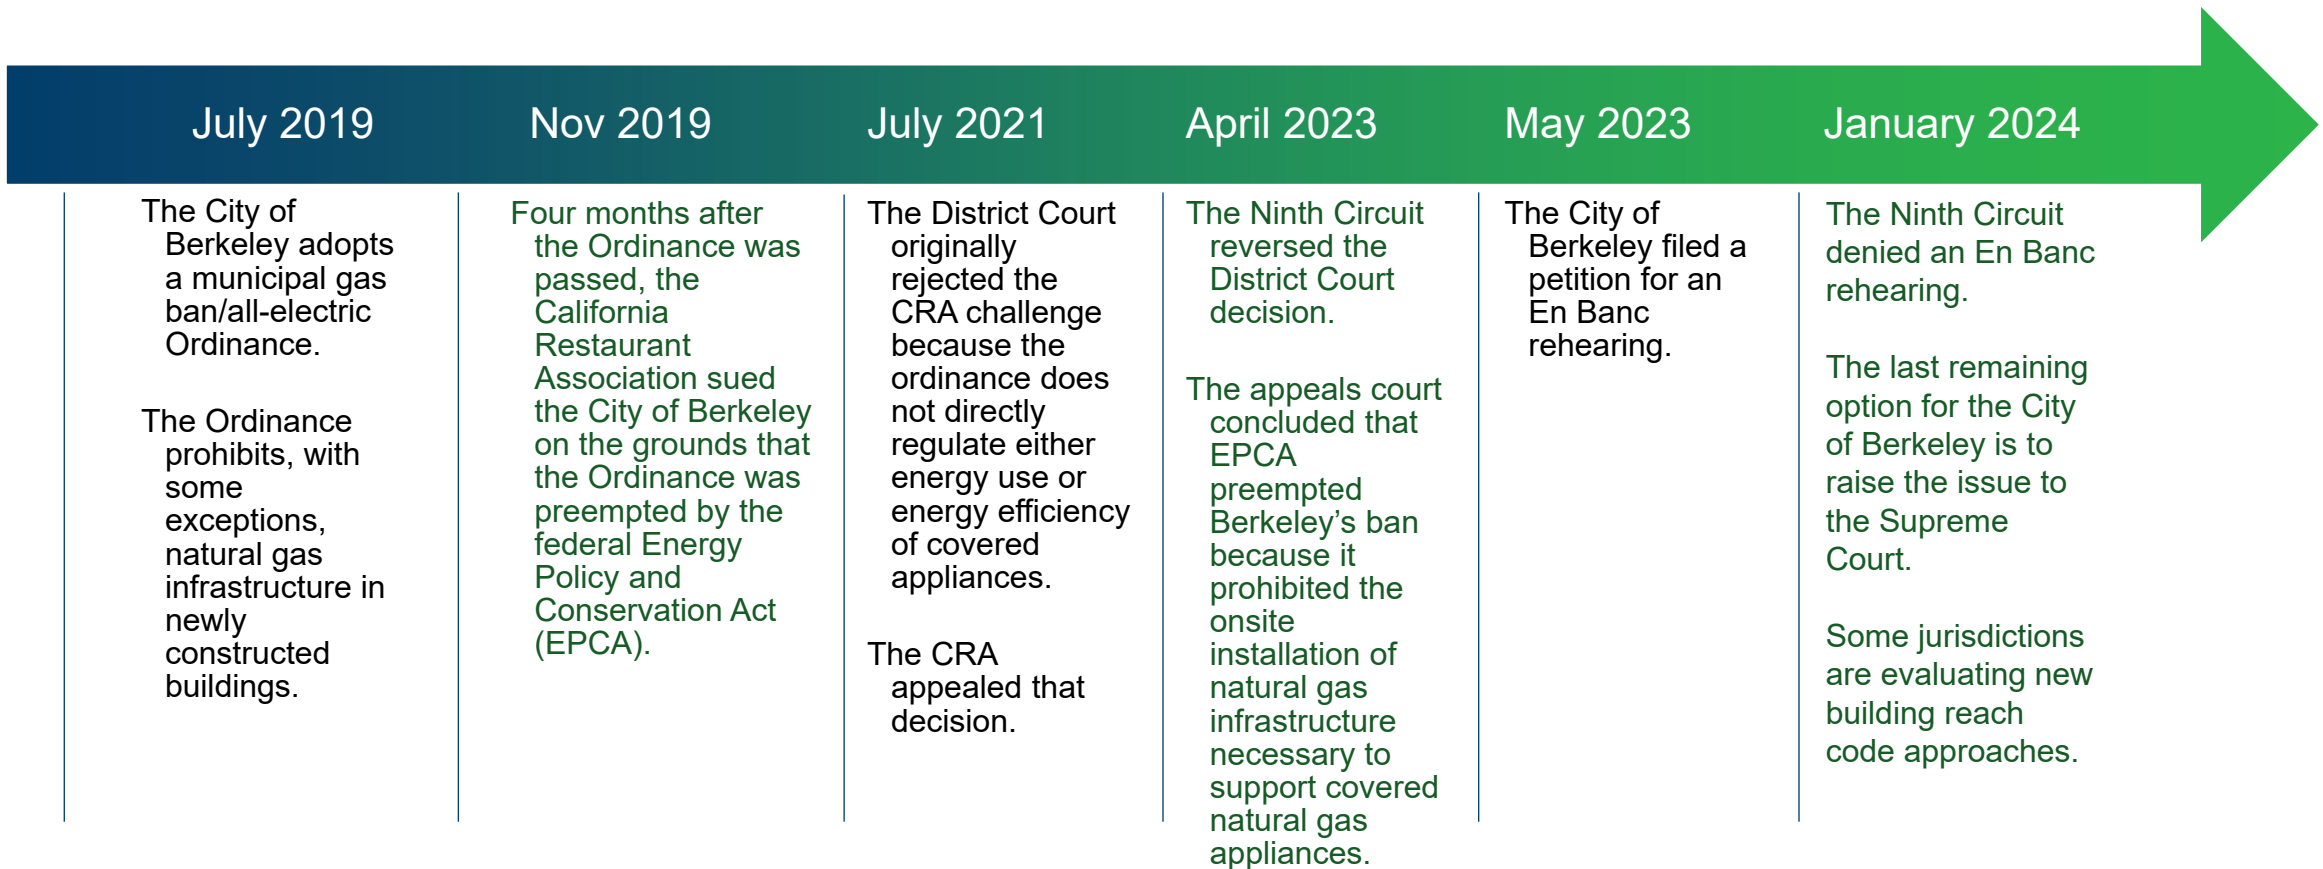 July 2019
Nov 2019
July 2021
April 2023
May 2023
January 2024
The City of
Berkeley adopts
a municipal gas
ban/all-electric
Ordinance.
The Ordinance
prohibits, with
some
exceptions,
natural gas
infrastructure in
newly
constructed
buildings.
Four months after
the Ordinance was
passed, the
California
Restaurant
Association sued
the City of Berkeley
on the grounds that
the Ordinance was
preempted by the
federal Energy
Policy and
Conservation Act
(EPCA).
The District Court
originally
rejected the
CRA challenge
because the
ordinance does
not directly
regulate either
energy use or
energy efficiency
of covered
appliances.
The CRA
appealed that
decision.
The Ninth Circuit
reversed the
District Court
decision.
The appeals court
concluded that
EPCA
preempted
Berkeley’s ban
because it
prohibited the
onsite
installation of
natural gas
infrastructure
necessary to
support covered
natural gas
appliances.
The City of
Berkeley filed a
petition for an
En Banc
rehearing.
The Ninth Circuit
denied an En Banc
rehearing.
The last remaining
option for the City
of Berkeley is to
raise the issue to
the Supreme
Court.
Some jurisdictions
are evaluating new
building reach
code approaches.